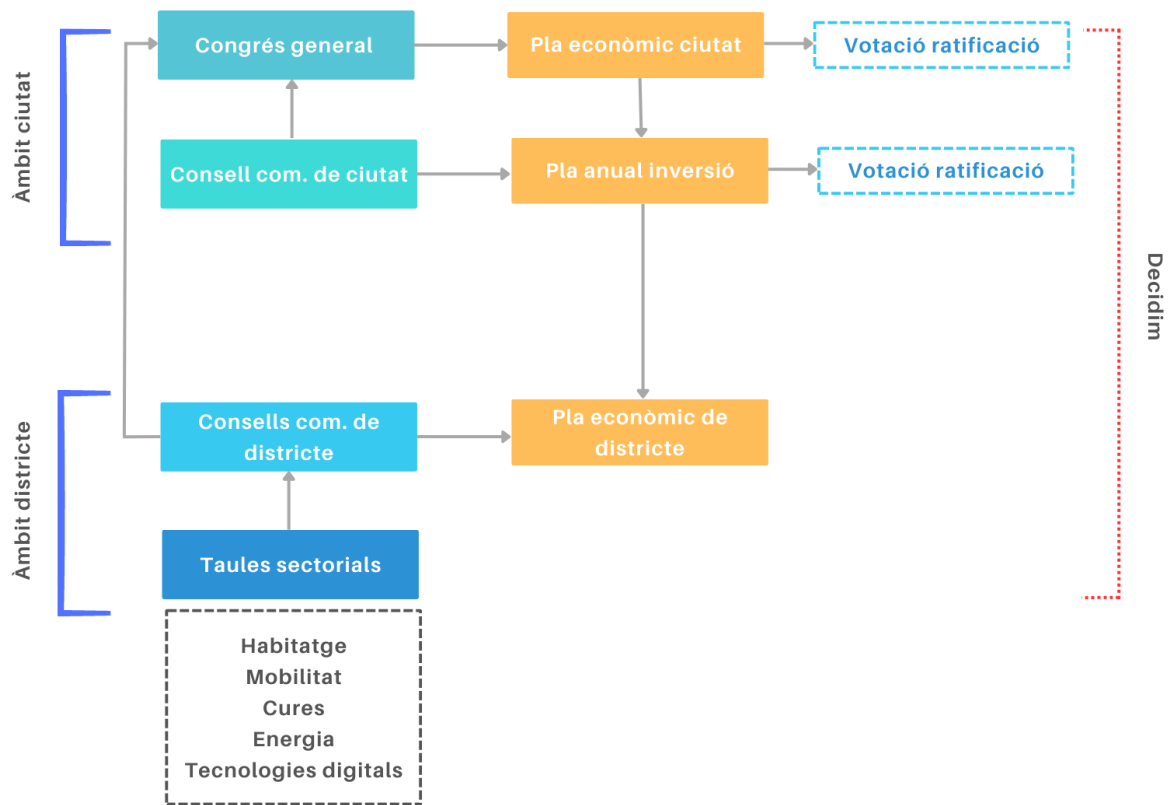 Àmbit ciutat
Congrés general
Pla econòmic ciutat
Votació ratificació
Consell com. de ciutat
Pla anual inversió
Votació ratificació
Decidim
Àmbit districte
Consells com. de
districte
Pla econòmic de
districte
Taules sectorials
Habitatge
Mobilitat
Cures
Energia
Tecnologies digitals